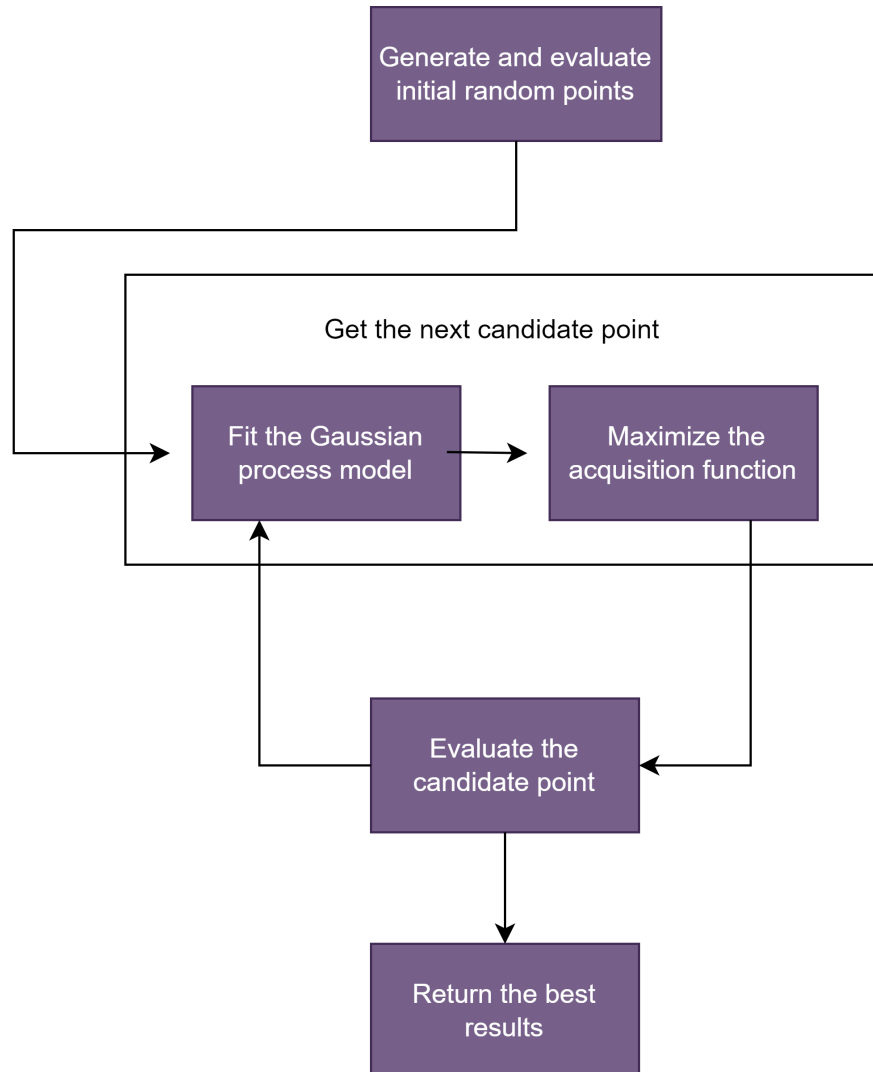 Generate and evaluate
initial random points
Get the next candidate point
Fit the Gaussian
process model
Maximize the
acquisition function
Evaluate the
candidate point
Return the best
results